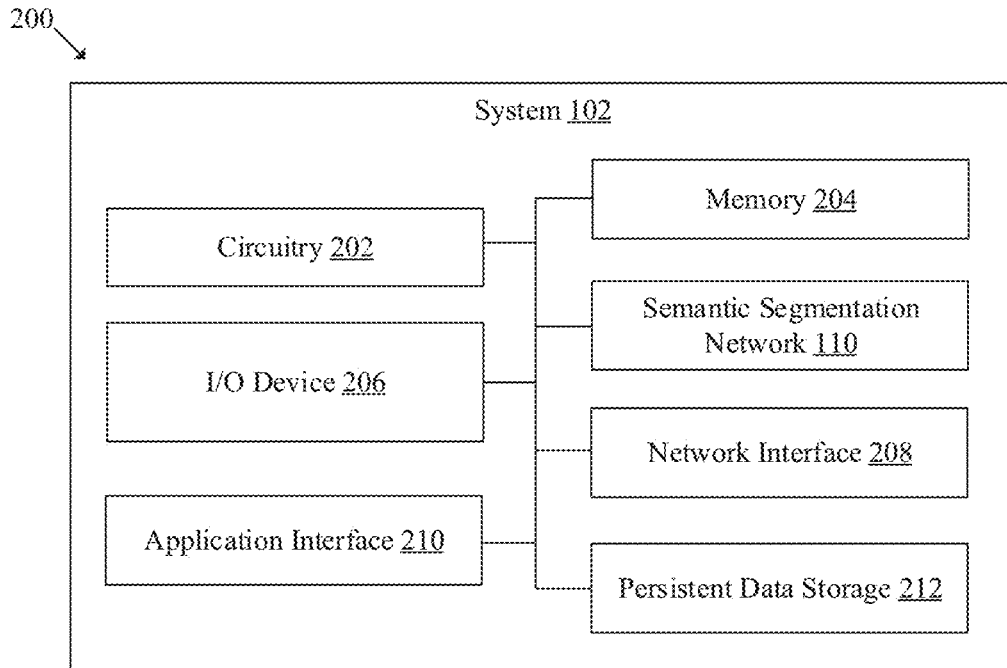 200
System 102
Circuitry 202
I/O Device 206
Application Interface 210
Memory 204
Semantic Segmentation
Network 110
Network Interface 208
Persistent Data Storage 212